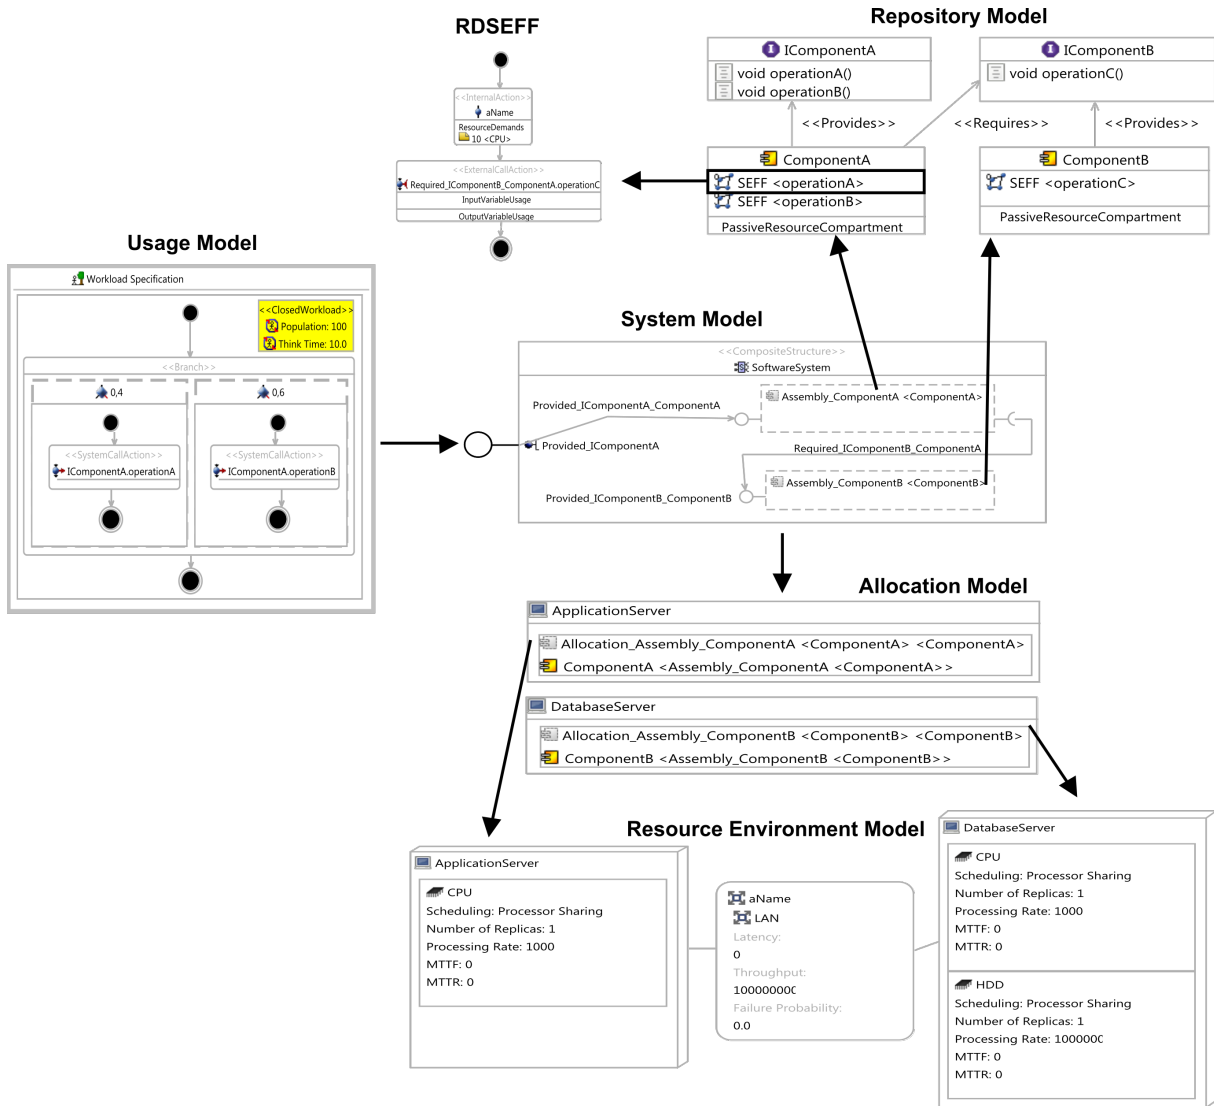 Repository Model
RDSEFF
IComponentA
void operationA()
void operationB()
IComponentB
void operationC()
<<Provides>>
<<Requires>>
<<Provides>>
ComponentA
SEFF <operationA>
SEFF <operationB>
PassiveResourceCompartment
ComponentB
SEFF <operationC>
PassiveResourceCompartment
<<InternalAction>>
aName
ResourceDemands
10 <CPU>
<<ExternalCallAction>>
Required_IComponentB_ComponentA.operationC
InputVariableUsage
OutputVariableUsage
Usage Model
Workload Specification
<<ClosedWorkload>>
Population: 100
Think Time: 10.0
<<Branch>>
0,4
0,6
<<SystemCallAction>>
IComponentA.operationA
<<SystemCallAction>>
IComponentA.operationB
System Model
<<CompositeStructure>>
SoftwareSystem
Assembly_ComponentA <ComponentA>
Provided_IComponentA_ComponentA
Provided_IComponentA
Required_IComponentB_ComponentA
Assembly_ComponentB <ComponentB>
Provided_IComponentB_ComponentB
Allocation Model
ApplicationServer
Allocation_Assembly_ComponentA <ComponentA> <ComponentA>
ComponentA <Assembly_ComponentA <ComponentA>>
DatabaseServer
Allocation_Assembly_ComponentB <ComponentB> <ComponentB>
ComponentB <Assembly_ComponentB <ComponentB>>
Resource Environment Model
ApplicationServer
CPU
Scheduling: Processor Sharing
Number of Replicas: 1
Processing Rate: 1000
MTTF: 0
MTTR: 0
aName
LAN
Latency:
0
Throughput:
100000000
Failure Probability:
0.0
DatabaseServer
CPU
Scheduling: Processor Sharing
Number of Replicas: 1
Processing Rate: 1000
MTTF: 0
MTTR: 0
HDD
Scheduling: Processor Sharing
Number of Replicas: 1
Processing Rate: 1000000
MTTF: 0
MTTR: 0